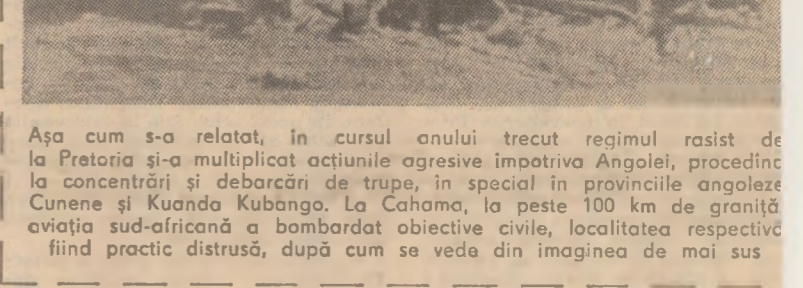 Așa cum s-a relatat, în cursul anului trecut regimul rasist de
la Pretoria și-a multiplicat acțiunile agresive împotriva Angolei, procedînd
la concentrări și debarcări de trupe, în special în provinciile angoleze
Cunene și Kuanda Kubango. La Cahama, la peste 100 km de graniță
aviația sud-africană a bombardat obiective civile, localitatea respectivă
fiind practic distrusă, după cum se vede din imaginea de mai sus